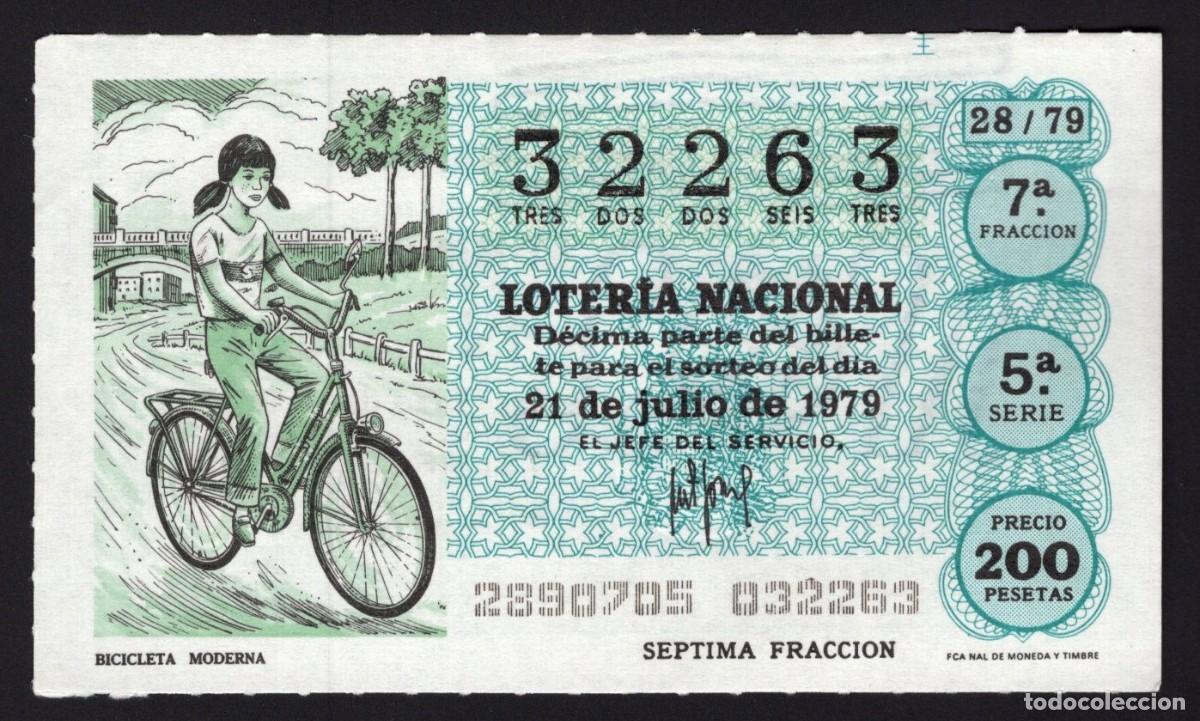 28 / 79
3 2 2 6 3
TRES DOS DOS SEIS TRES
7ª.
FRACCION
LOTERÍA NACIONAL
Décima parte del bille-
te para el sorteo del día
21 de julio de 1979
EL JEFE DEL SERVICIO,
5ª.
SERIE
PRECIO
200
PESETAS
2890705 032263
SEPTIMA FRACCION
BICICLETA MODERNA
FCA NAL DE MONEDA Y TIMBRE
todocoleccion